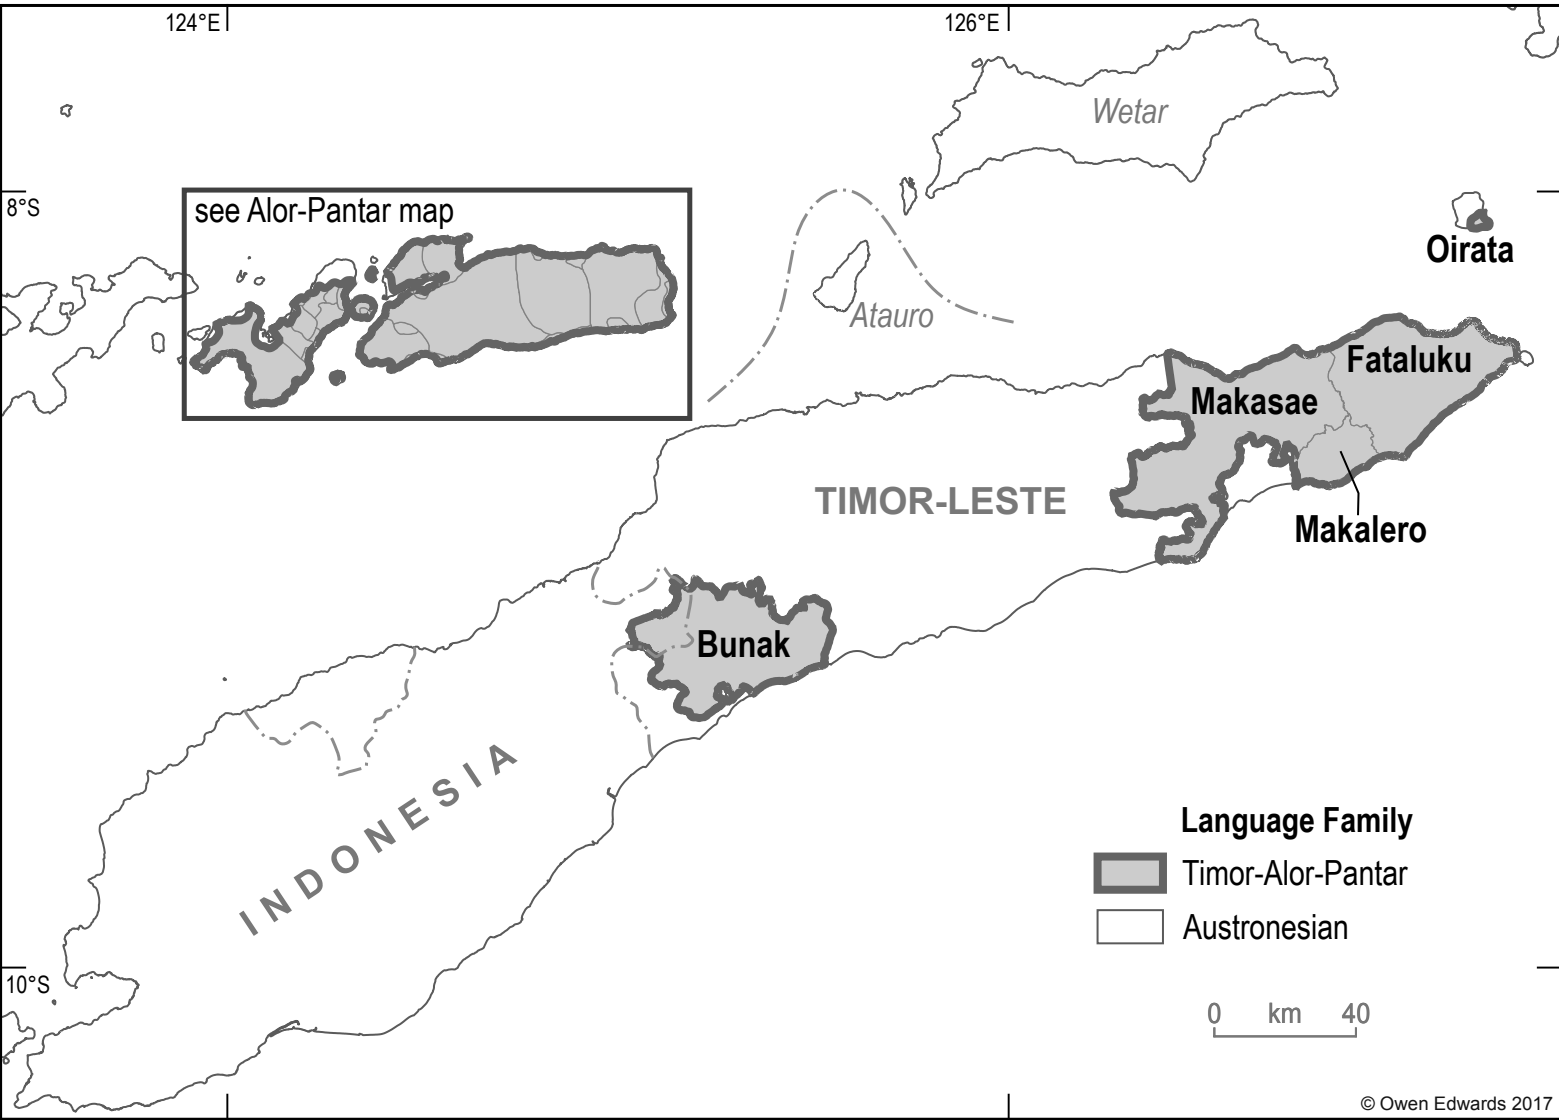 124°E
126°E
Wetar
8°S
see Alor-Pantar map
Oirata
Atauro
Fataluku
Makasae
TIMOR-LESTE
Makalero
Bunak
INDONESIA
Language Family
Timor-Alor-Pantar
Austronesian
10°S
0 km 40
© Owen Edwards 2017